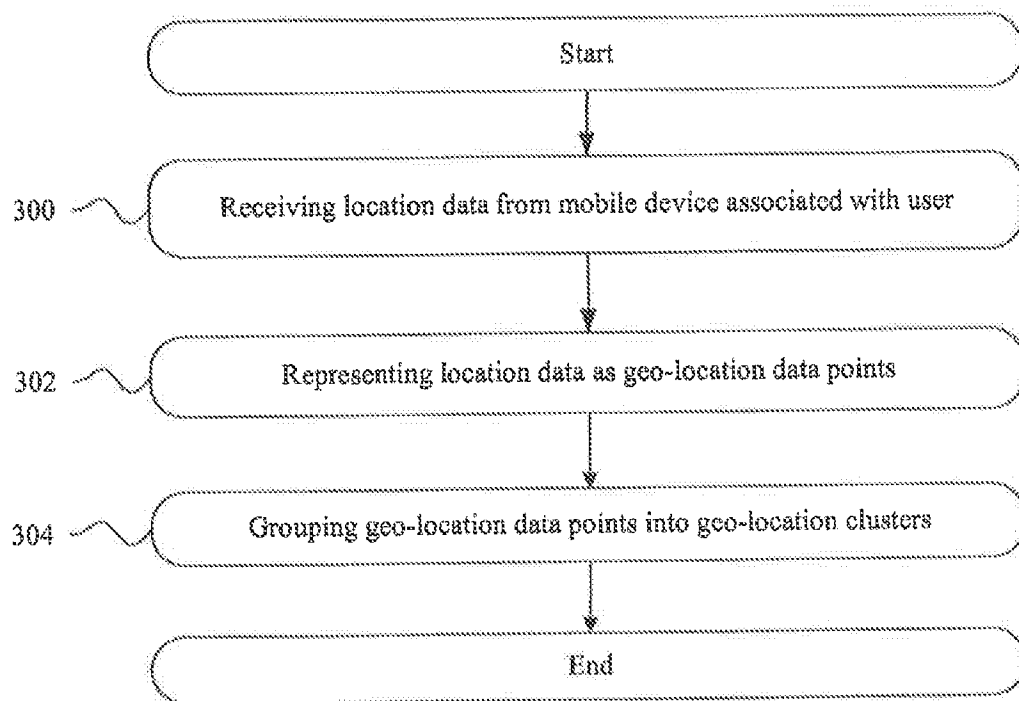 Start
300 Receiving location data from mobile device associated with user
302 Representing location data as geo-location data points
304 Grouping geo-location data points into geo-location clusters
End